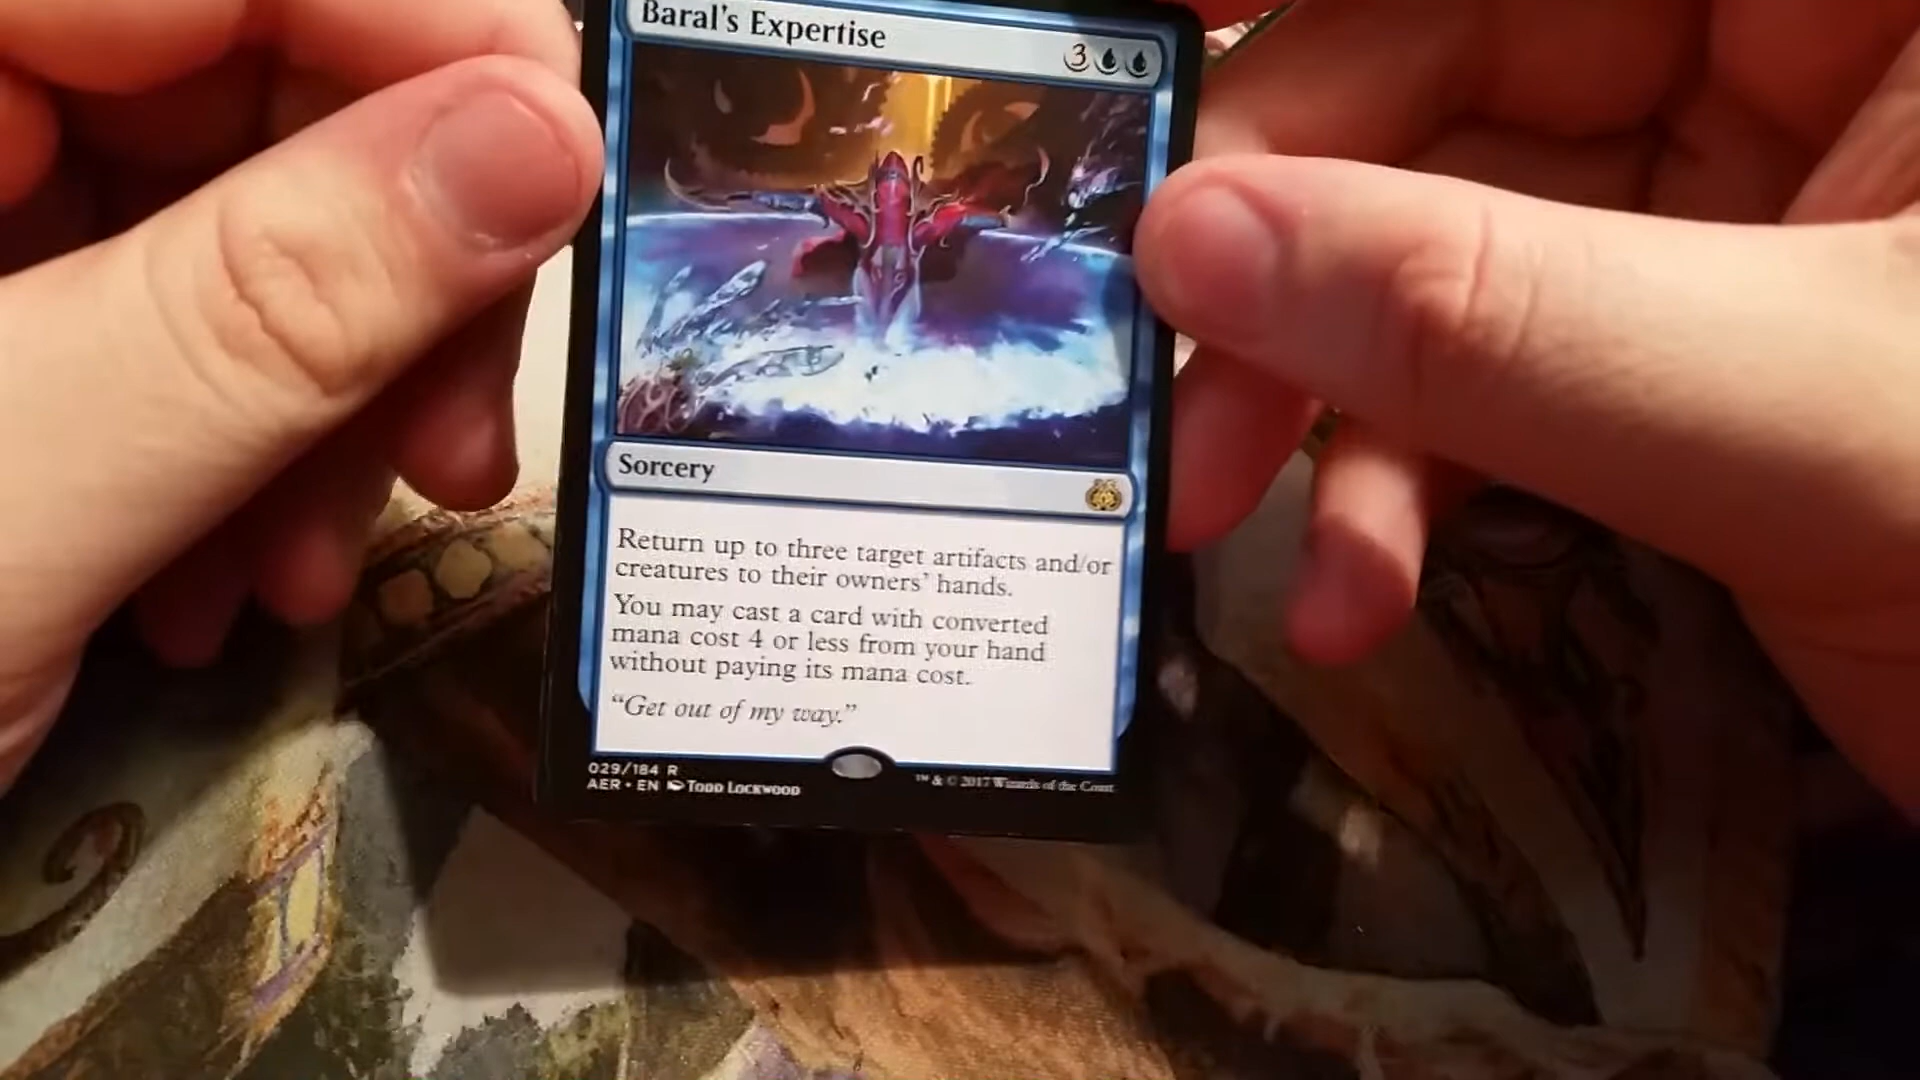 Baral's Expertise
3
Sorcery
Return up to three target artifacts and/or
creatures to their owners' hands.
You may cast a card with converted
mana cost 4 or less from your hand
without paying its mana cost.
"Get out of my way."
029/184 R
AER • EN Todd Lockwood
™ & © 2017 Wizards of the Coast